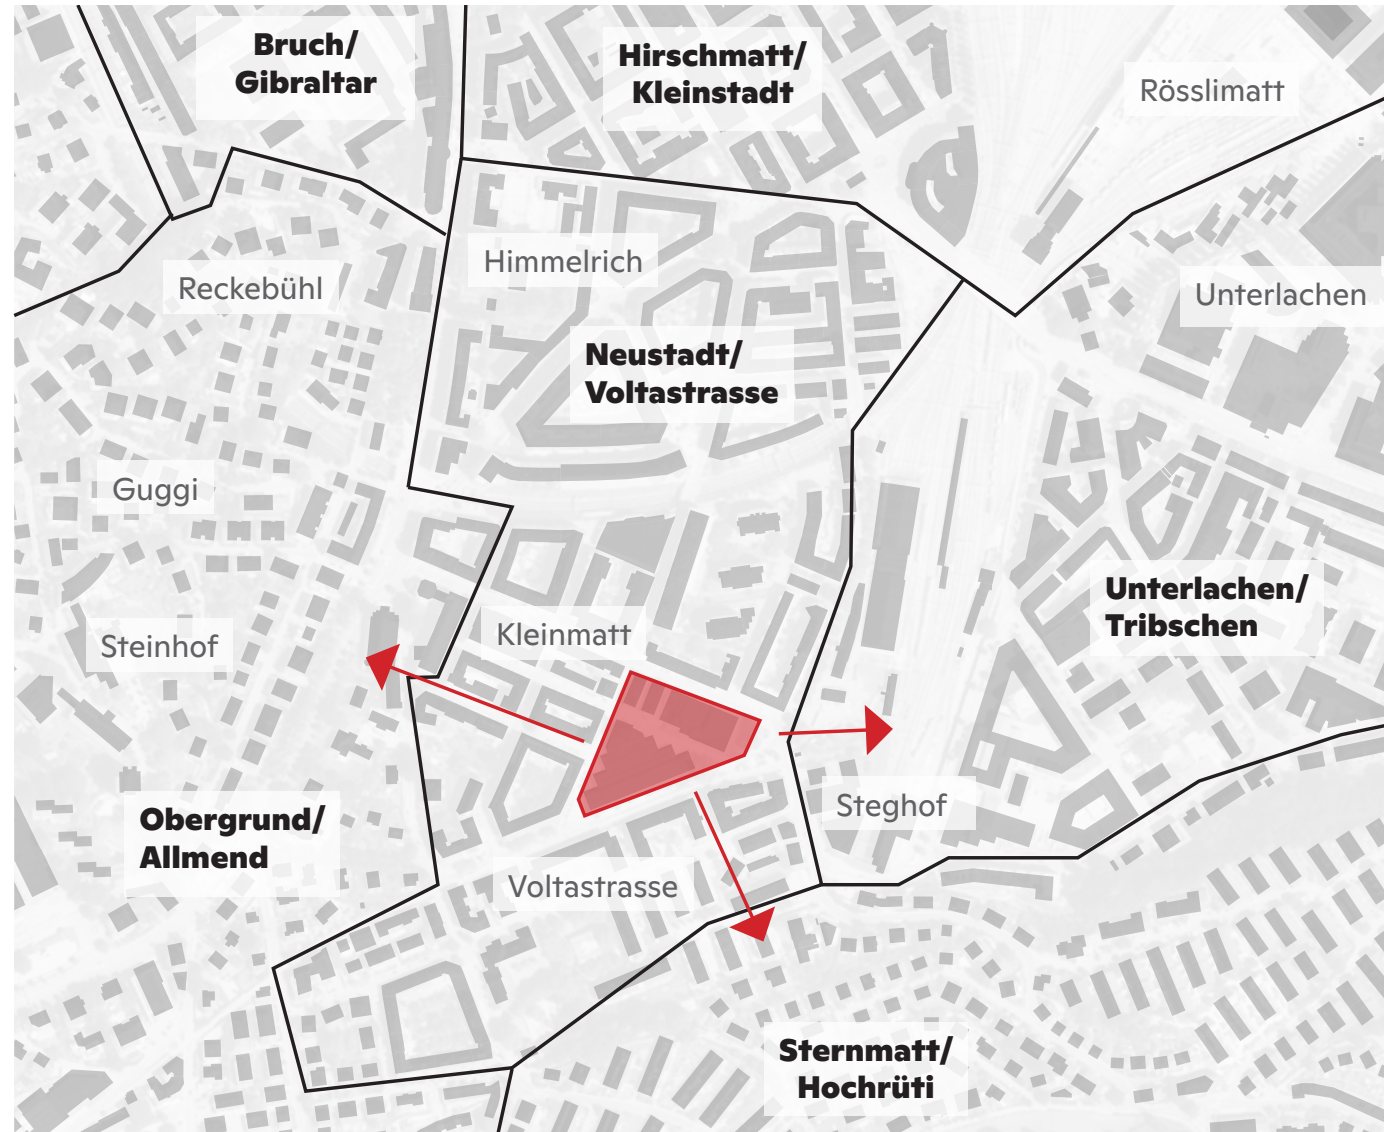 Bruch/
Gibraltar
Hirschmatt/
Kleinstadt
Rösslimatt
Himmelrich
Reckebühl
Unterlachen
Neustadt/
Voltastrasse
Guggi
Unterlachen/
Tribschen
Kleinmatt
Steinhof
Steghof
Obergrund/
Allmend
Voltastrasse
Sternmatt/
Hochrüti